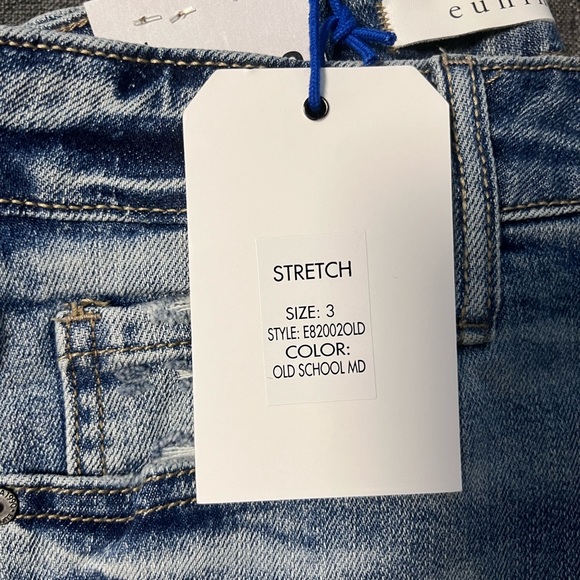 STRETCH
SIZE: 3
STYLE: E82002OLD
COLOR:
OLD SCHOOL MD